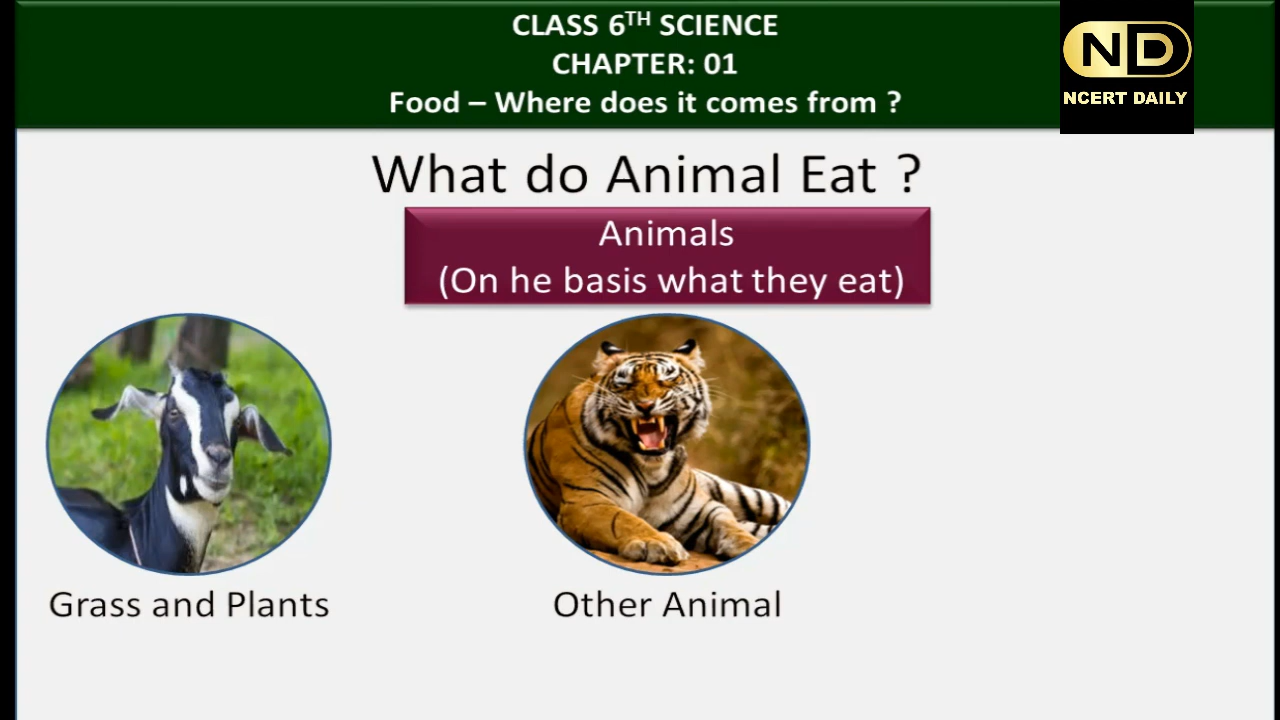 CLASS 6TH SCIENCE
CHAPTER: 01
Food – Where does it comes from ?
ND
NCERT DAILY
What do Animal Eat ?
Animals
(On he basis what they eat)
Grass and Plants
Other Animal